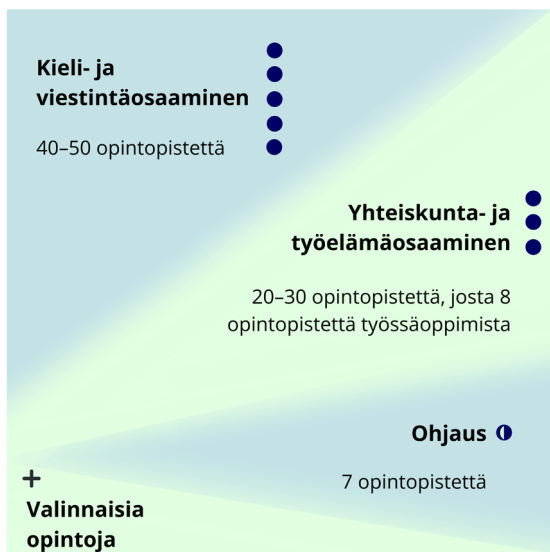 Kieli- ja
viestintäosaaminen
40–50 opintopistettä
Yhteiskunta- ja
työelämäosaaminen
20–30 opintopistettä, josta 8
opintopistettä työssäoppimista
Ohjaus
7 opintopistettä
+
Valinnaisia
opintoja